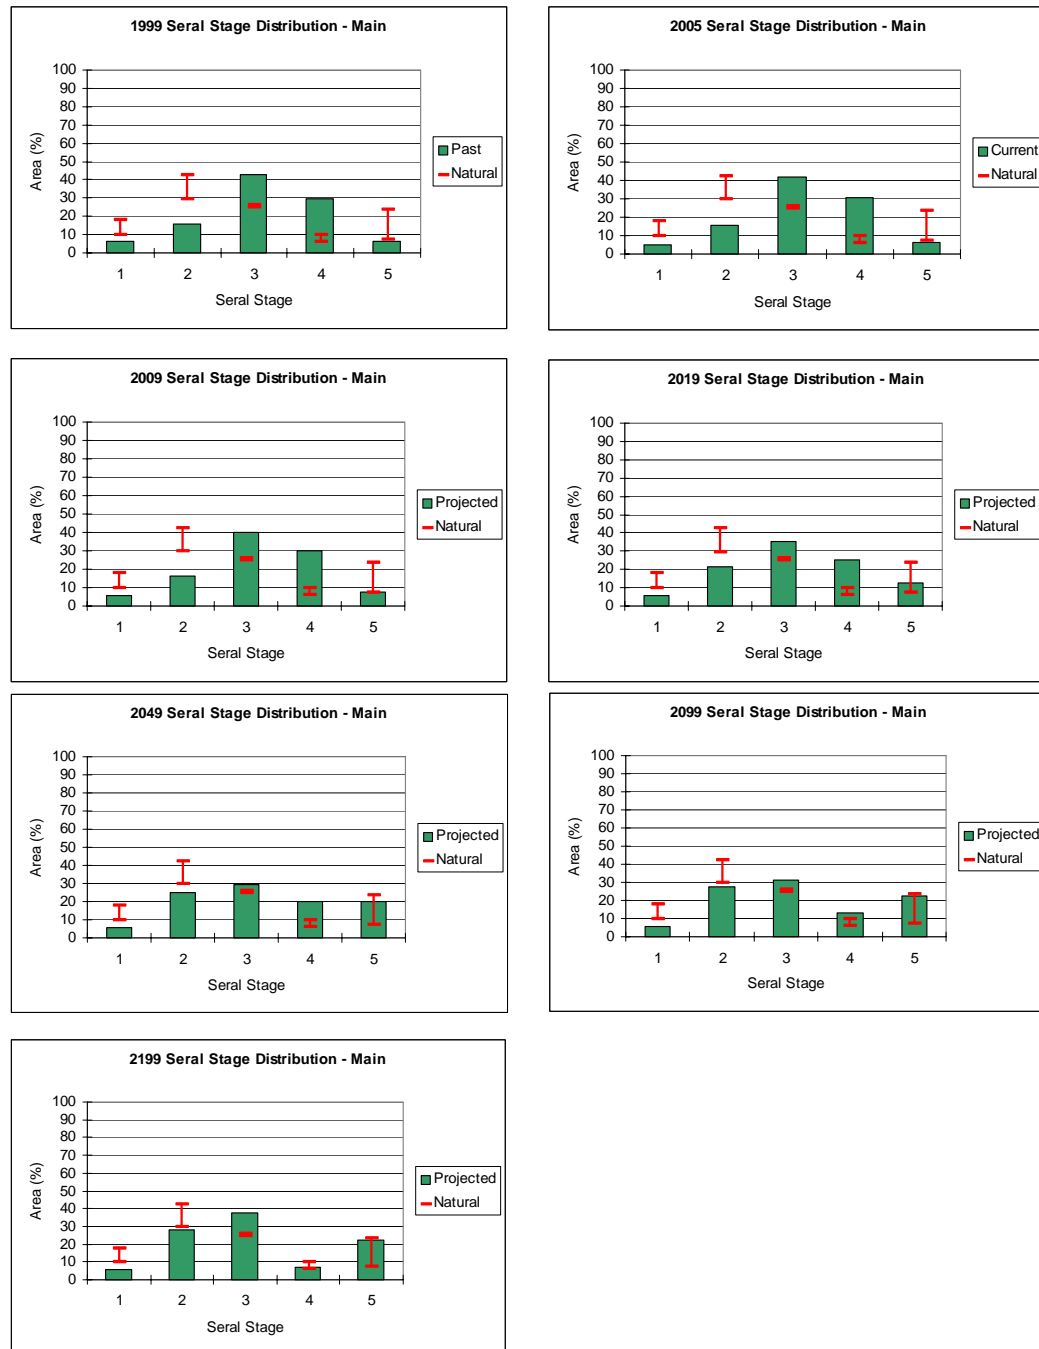 1999 Seral Stage Distribution - Main
100
90
80
70
60
50
40
30
20
10
0
Area (%)
1 2 3 4 5
Seral Stage
Past
Natural
2005 Seral Stage Distribution - Main
100
90
80
70
60
50
40
30
20
10
0
Area (%)
1 2 3 4 5
Seral Stage
Current
Natural
2009 Seral Stage Distribution - Main
100
90
80
70
60
50
40
30
20
10
0
Area (%)
1 2 3 4 5
Seral Stage
Projected
Natural
2019 Seral Stage Distribution - Main
100
90
80
70
60
50
40
30
20
10
0
Area (%)
1 2 3 4 5
Seral Stage
Projected
Natural
2049 Seral Stage Distribution - Main
100
90
80
70
60
50
40
30
20
10
0
Area (%)
1 2 3 4 5
Seral Stage
Projected
Natural
2099 Seral Stage Distribution - Main
100
90
80
70
60
50
40
30
20
10
0
Area (%)
1 2 3 4 5
Seral Stage
Projected
Natural
2199 Seral Stage Distribution - Main
100
90
80
70
60
50
40
30
20
10
0
Area (%)
1 2 3 4 5
Seral Stage
Projected
Natural